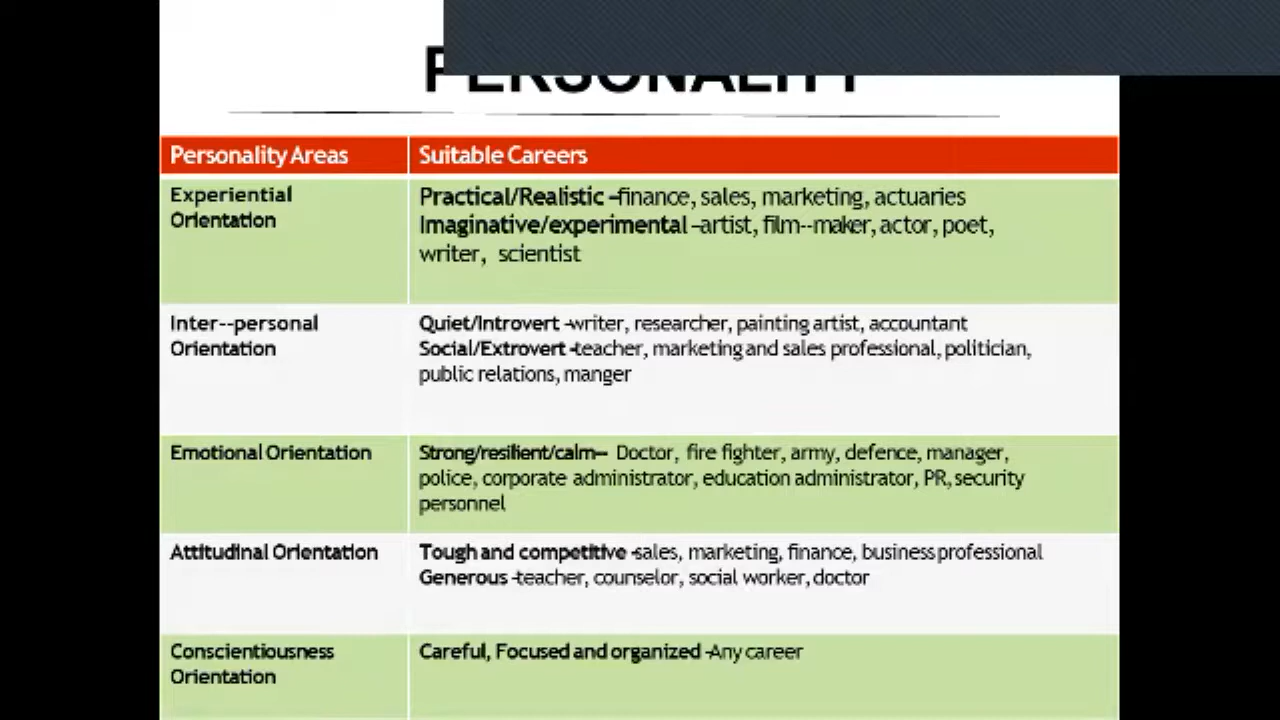 PERSONALITY
Personality Areas
Suitable Careers
Experiential
Orientation
Practical/Realistic –finance, sales, marketing, actuaries
Imaginative/experimental –artist, film-‐maker, actor, poet,
writer, scientist
Inter-‐personal
Orientation
Quiet/Introvert -writer, researcher, painting artist, accountant
Social/Extrovert -teacher, marketing and sales professional, politician,
public relations, manger
Emotional Orientation
Strong/resilient/calm-‐ Doctor, fire fighter, army, defence, manager,
police, corporate administrator, education administrator, PR, security
personnel
Attitudinal Orientation
Tough and competitive -sales, marketing, finance, business professional
Generous -teacher, counselor, social worker, doctor
Conscientiousness
Orientation
Careful, Focused and organized -Any career